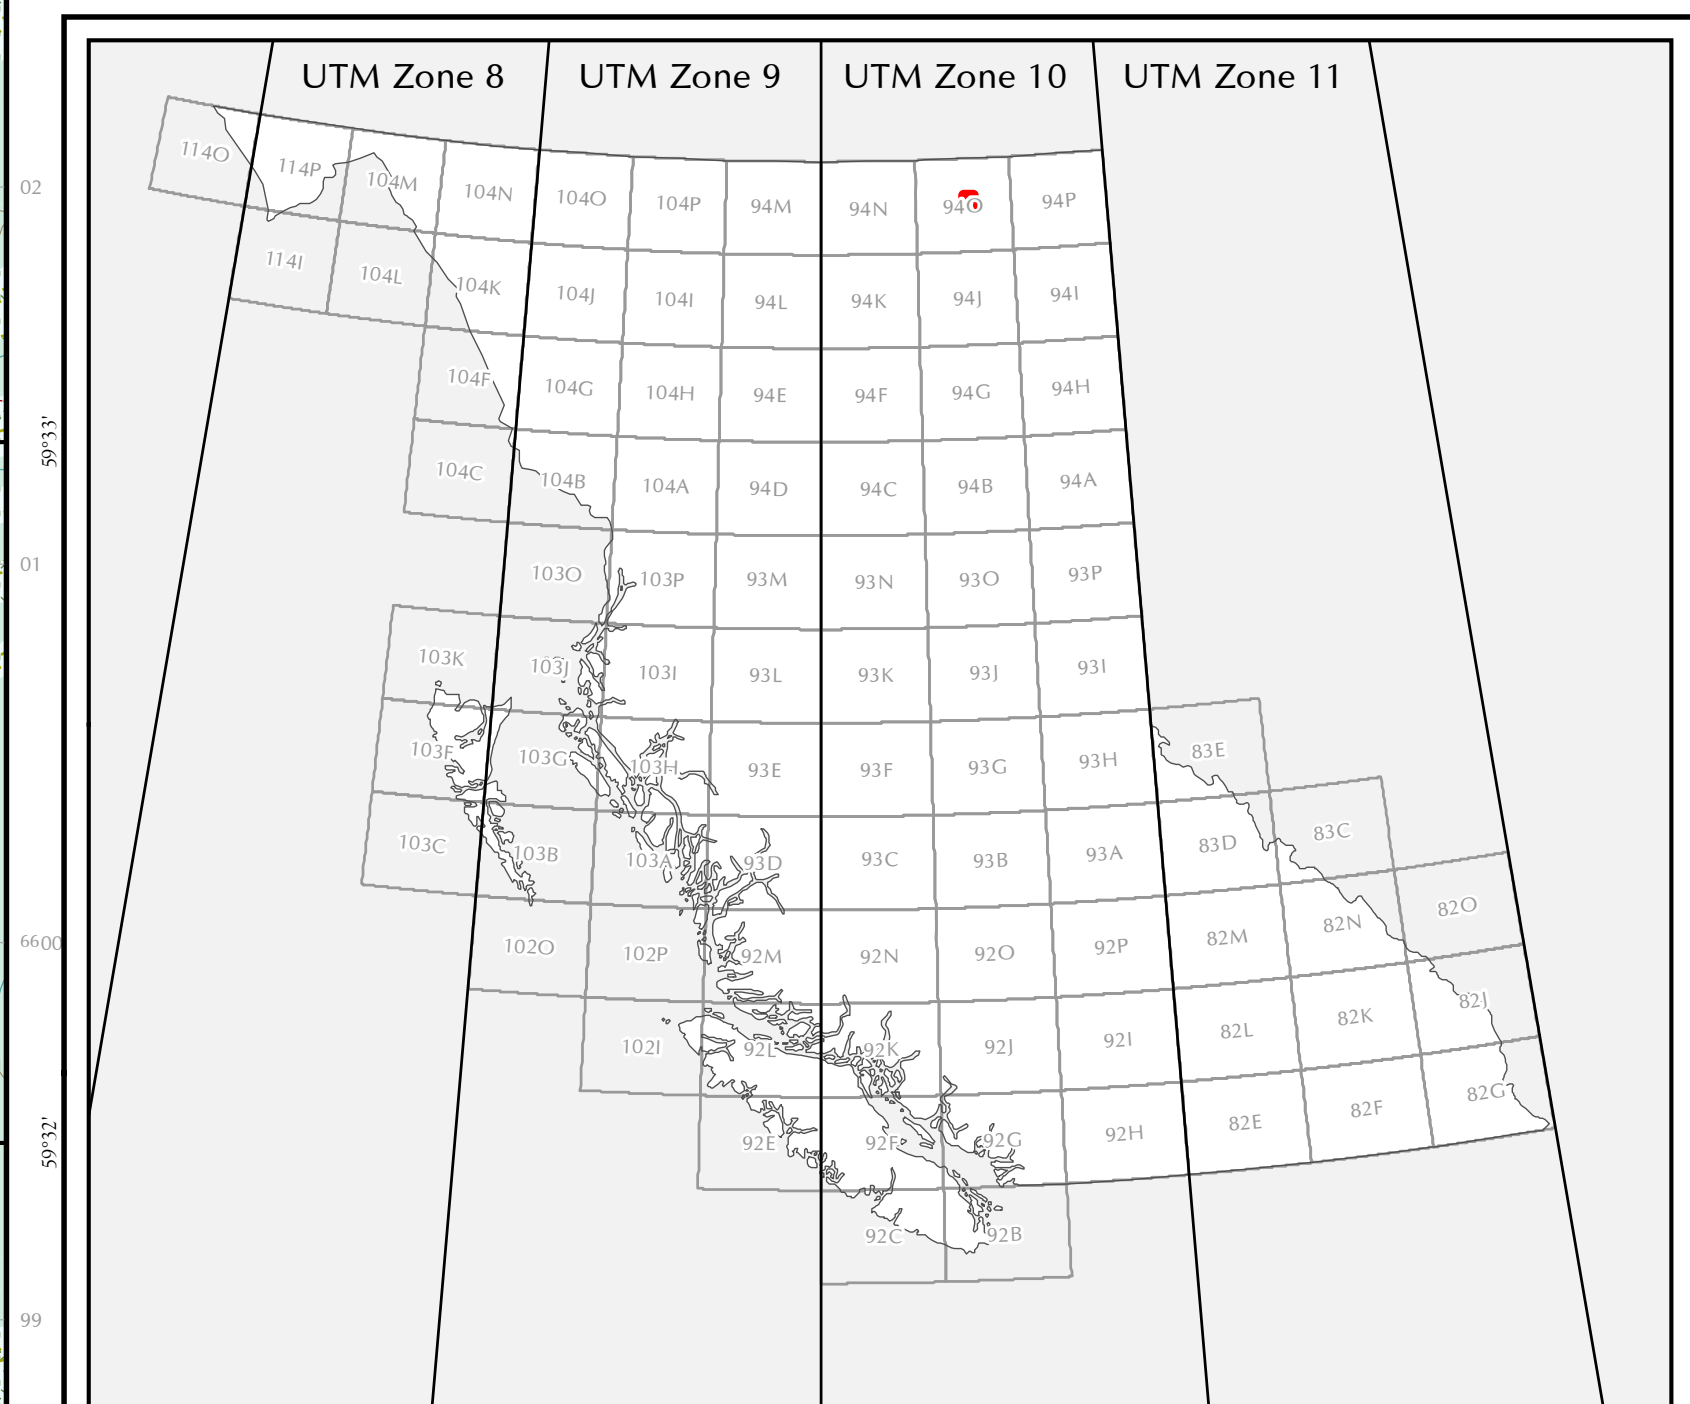 UTM Zone 8 UTM Zone 9 UTM Zone 10 UTM Zone 11
114O 114P 104M 104N 104O 104P 94M 94N 94O 94P
02
114I 104L 104K 104J 104I 94L 94K 94J 94I
104F 104G 104H 94E 94F 94G 94H
59°33'
104C 104B 104A 94D 94C 94B 94A
01
103O 103P 93M 93N 93O 93P
103K 103J 103I 93L 93K 93J 93I
103F 103G 103H 93E 93F 93G 93H 83E
103C 103B 103A 93D 93C 93B 93A 83D 83C
6600
102O 102P 92M 92N 92O 92P 82M 82N 82O
102I 92L 92K 92J 92I 82L 82K 82J
59°32'
92E 92F 92G 92H 82E 82F 82G
92C 92B
99